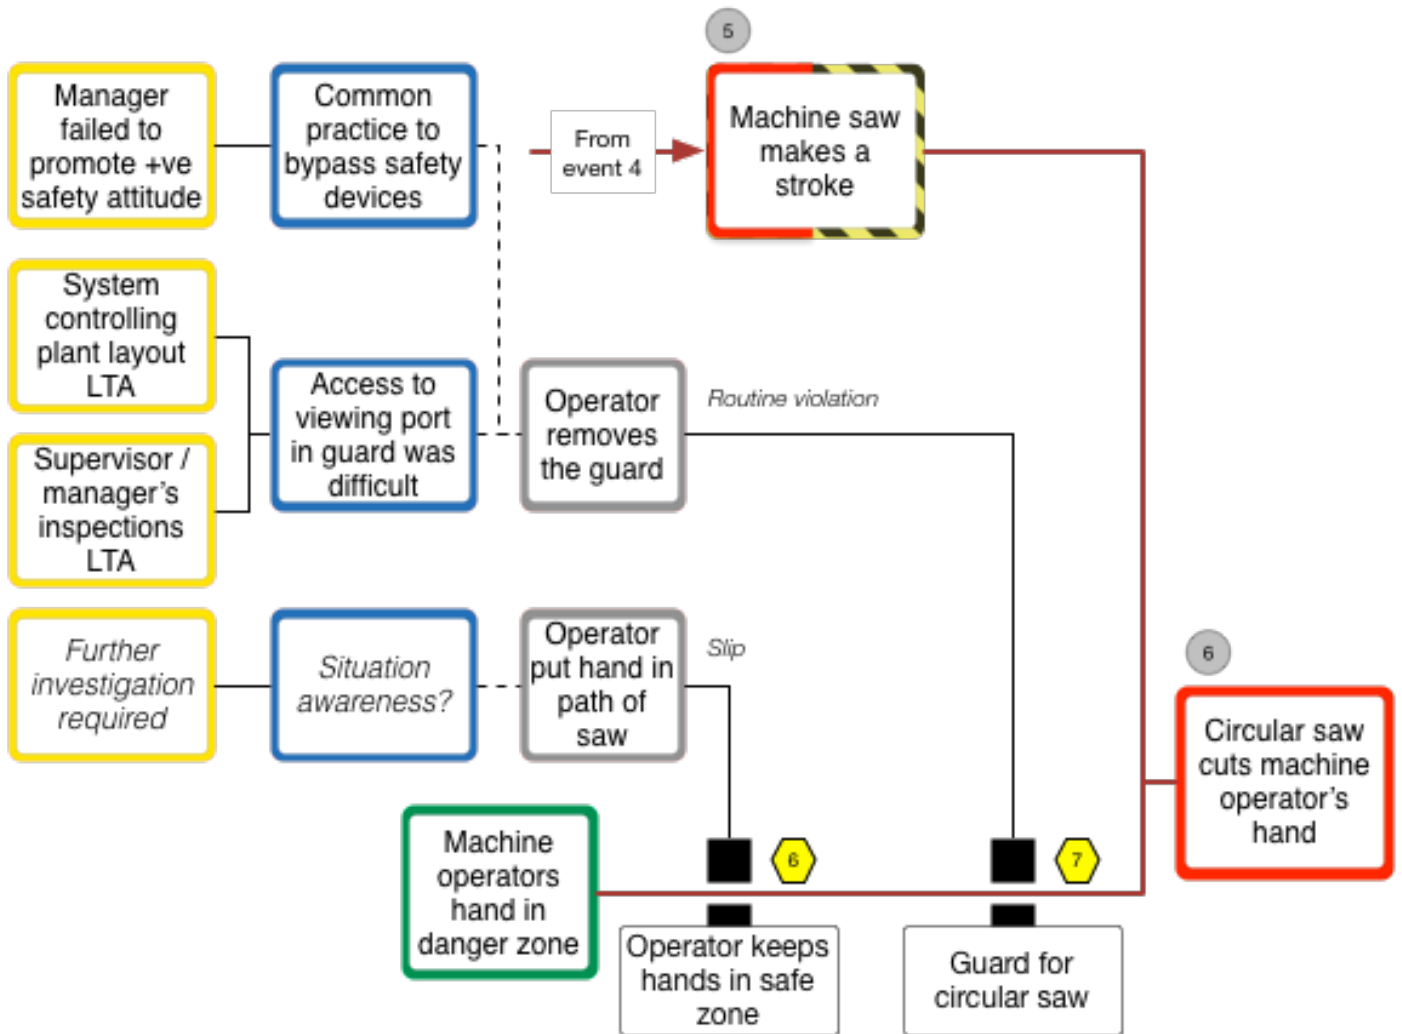 5
Manager
failed to
promote +ve
safety attitude
Common
practice to
bypass safety
devices
From
event 4
Machine saw
makes a
stroke
System
controlling
plant layout
LTA
Access to
viewing port
in guard was
difficult
Operator
removes
the guard
Routine violation
Supervisor /
manager's
inspections
LTA
Further
investigation
required
Situation
awareness?
Operator
put hand in
path of
saw
Slip
6
Circular saw
cuts machine
operator's
hand
Machine
operators
hand in
danger zone
6
7
Operator keeps
hands in safe
zone
Guard for
circular saw